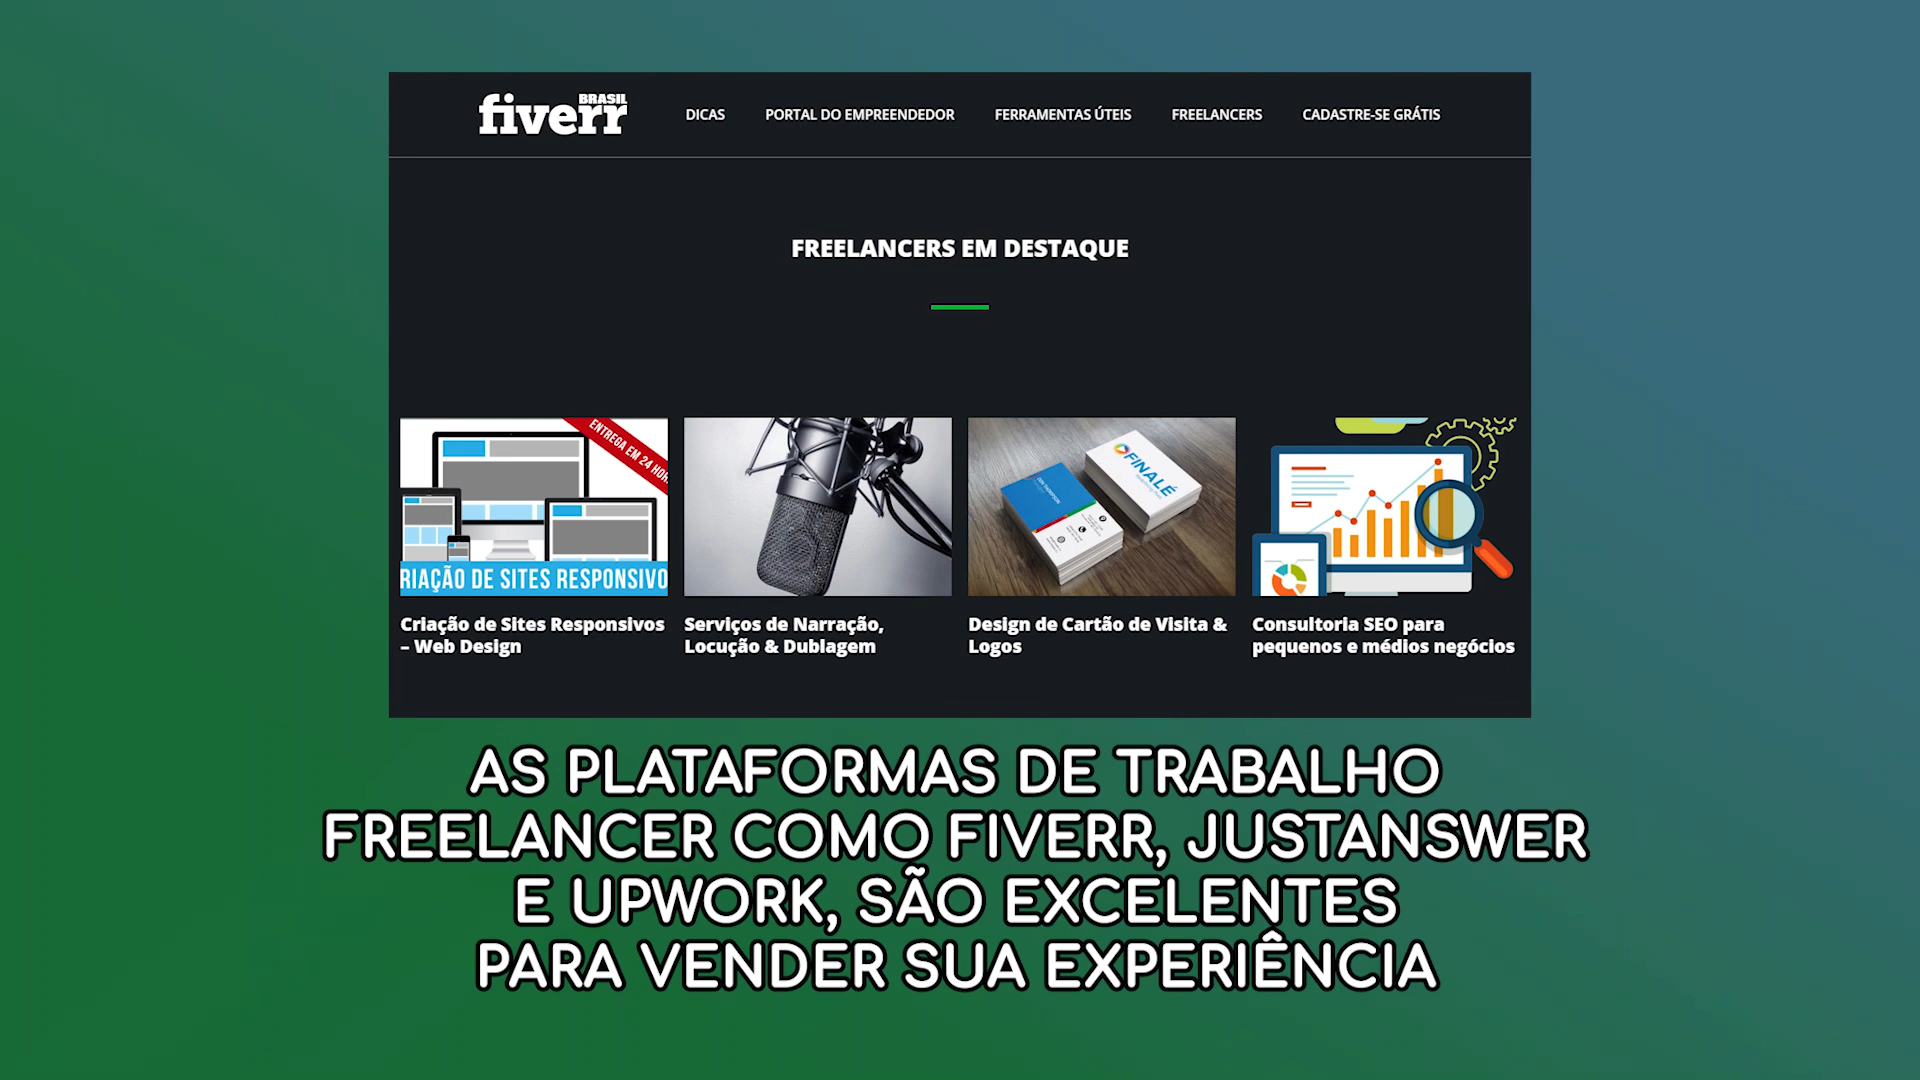 fiverr BRASIL
DICAS
PORTAL DO EMPREENDEDOR
FERRAMENTAS ÚTEIS
FREELANCERS
CADASTRE-SE GRÁTIS
FREELANCERS EM DESTAQUE
ENTREGA EM 24 HOR
RIAÇÃO DE SITES RESPONSIVO
FINALÉ
Criação de Sites Responsivos
– Web Design
Serviços de Narração,
Locução & Dublagem
Design de Cartão de Visita &
Logos
Consultoria SEO para
pequenos e médios negócios
AS PLATAFORMAS DE TRABALHO
FREELANCER COMO FIVERR, JUSTANSWER
E UPWORK, SÃO EXCELENTES
PARA VENDER SUA EXPERIÊNCIA